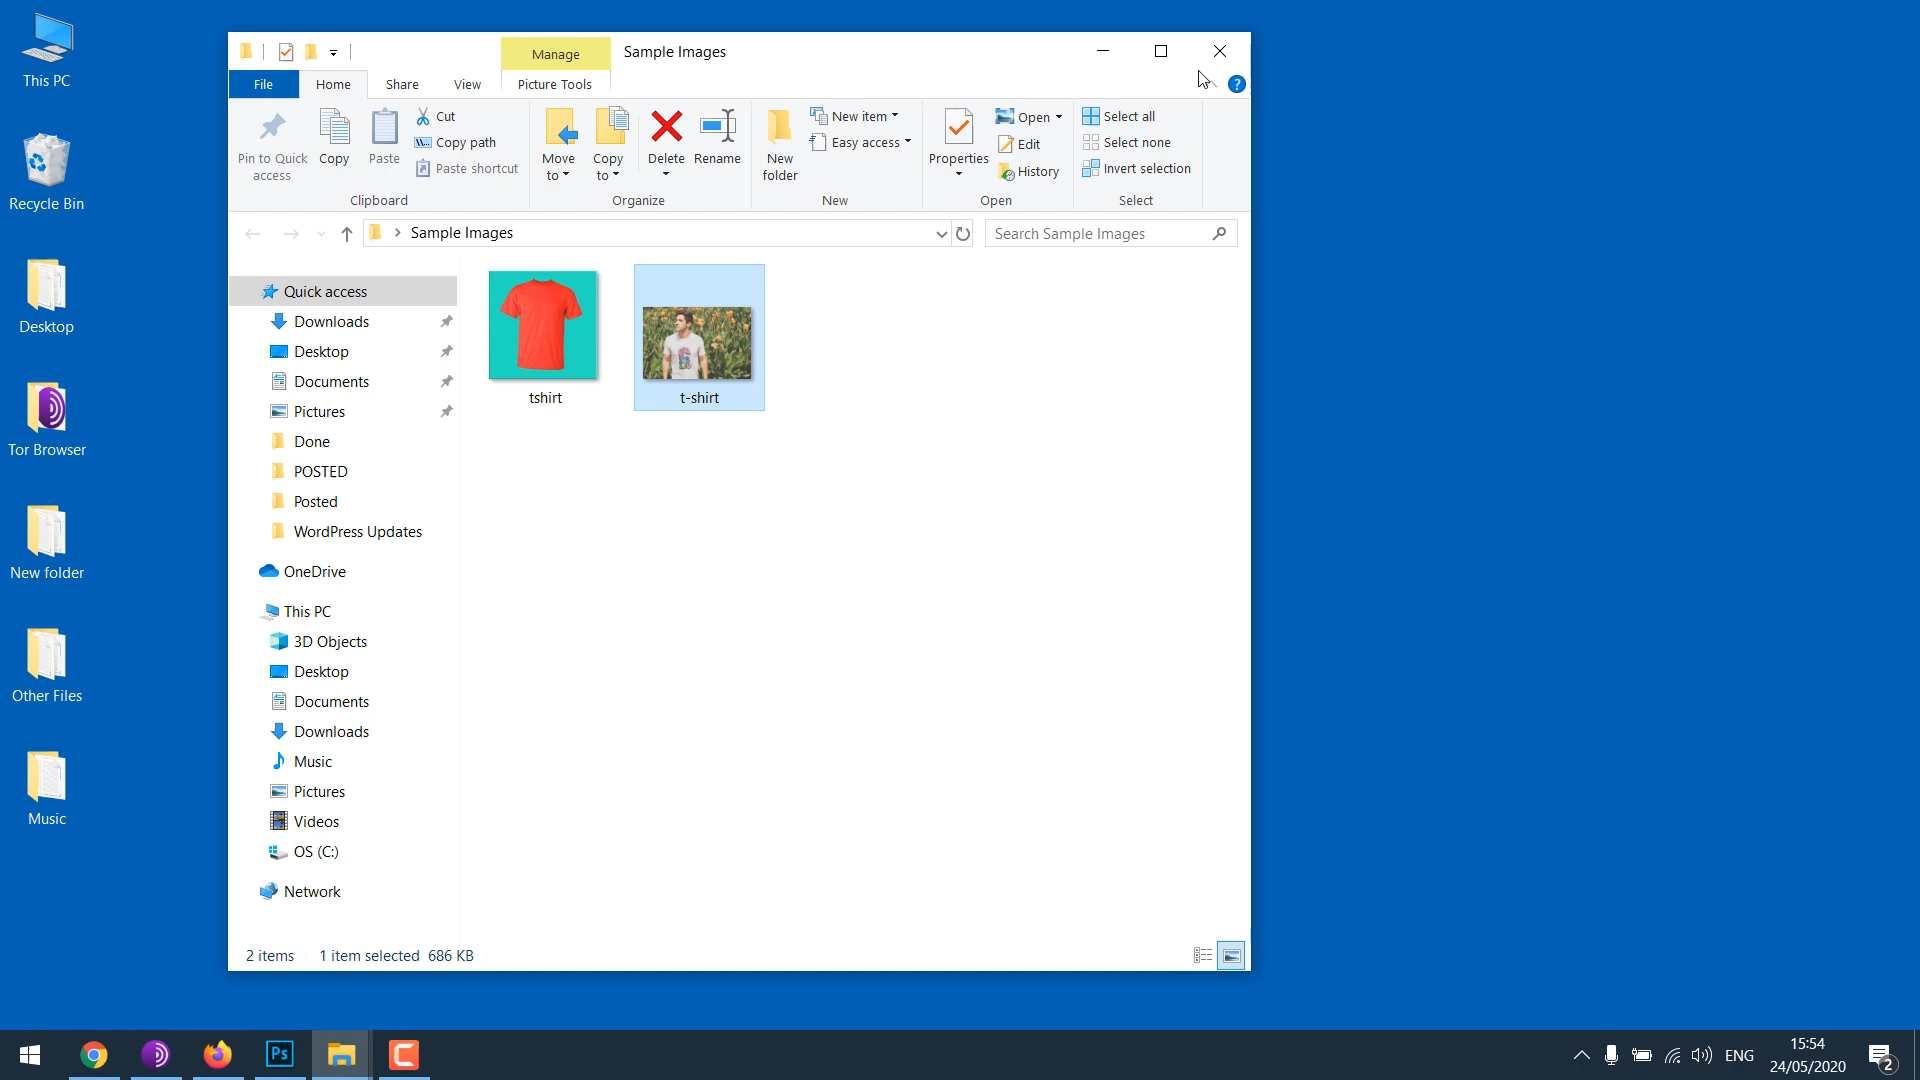 This PC
Recycle Bin
Desktop
Tor Browser
New folder
Other Files
Music
Manage
Sample Images
File
Home
Share
View
Picture Tools
?
Pin to Quick access
Copy
Paste
Cut
Copy path
Paste shortcut
Clipboard
Move to
Copy to
Delete
Rename
Organize
New folder
New item
Easy access
New
Properties
Open
Edit
History
Open
Select all
Select none
Invert selection
Select
Sample Images
Search Sample Images
Quick access
Downloads
Desktop
Documents
Pictures
Done
POSTED
Posted
WordPress Updates
OneDrive
This PC
3D Objects
Desktop
Documents
Downloads
Music
Pictures
Videos
OS (C:)
Network
tshirt
t-shirt
2 items
1 item selected 686 KB
Ps
ENG
15:54
24/05/2020
2